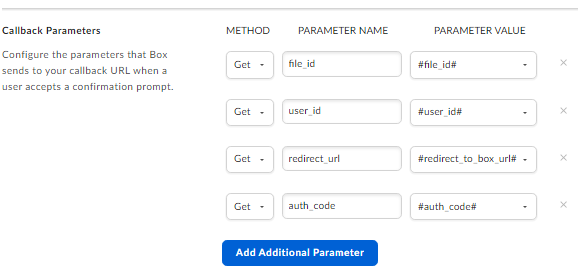 Callback Parameters
METHOD PARAMETER NAME PARAMETER VALUE
Configure the parameters that Box
sends to your callback URL when a
user accepts a confirmation prompt.
Get file_id #file_id#
Get user_id #user_id#
Get redirect_url #redirect_to_box_url#
Get auth_code #auth_code#
Add Additional Parameter